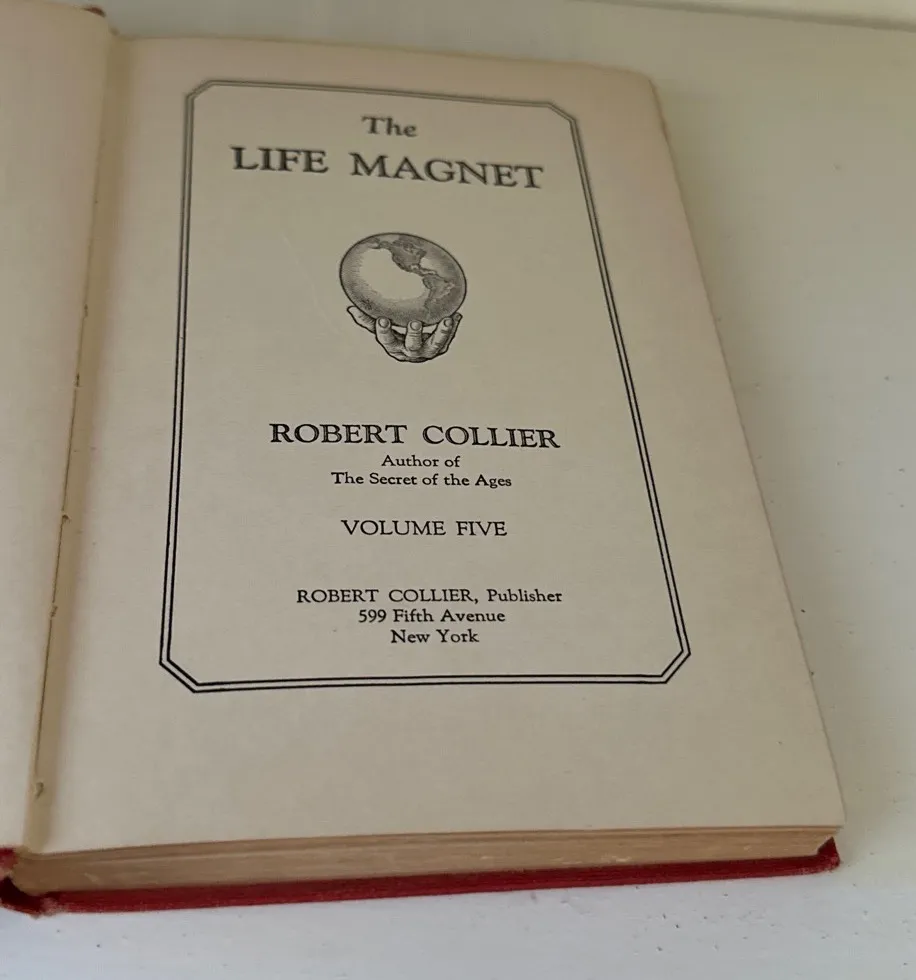 The
LIFE MAGNET
ROBERT COLLIER
Author of
The Secret of the Ages
VOLUME FIVE
ROBERT COLLIER, Publisher
599 Fifth Avenue
New York